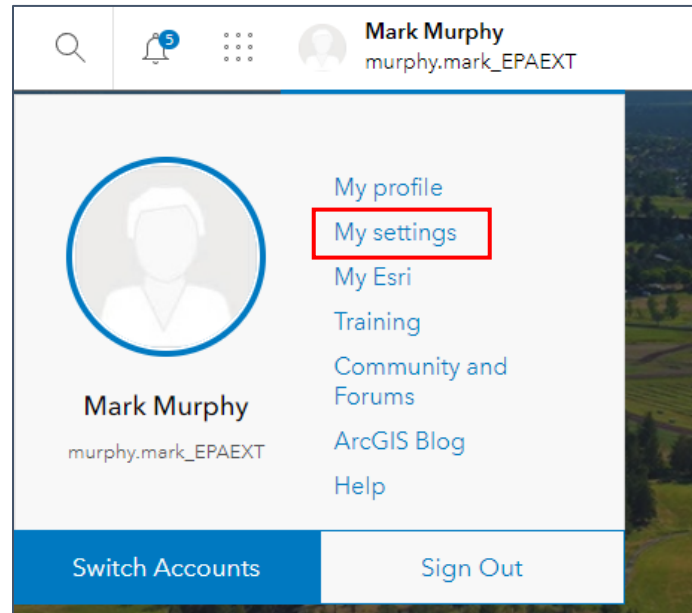 5
Mark Murphy
murphy.mark_EPAEXT
My profile
My settings
My Esri
Training
Community and
Forums
ArcGIS Blog
Help
Mark Murphy
murphy.mark_EPAEXT
Switch Accounts
Sign Out